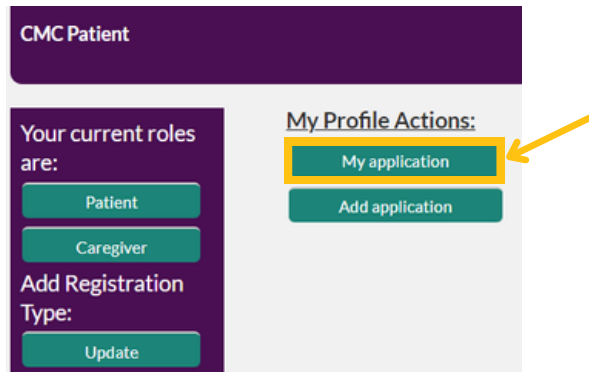 CMC Patient
Your current roles
are:
Patient
Caregiver
Add Registration
Type:
Update
My Profile Actions:
My application
Add application